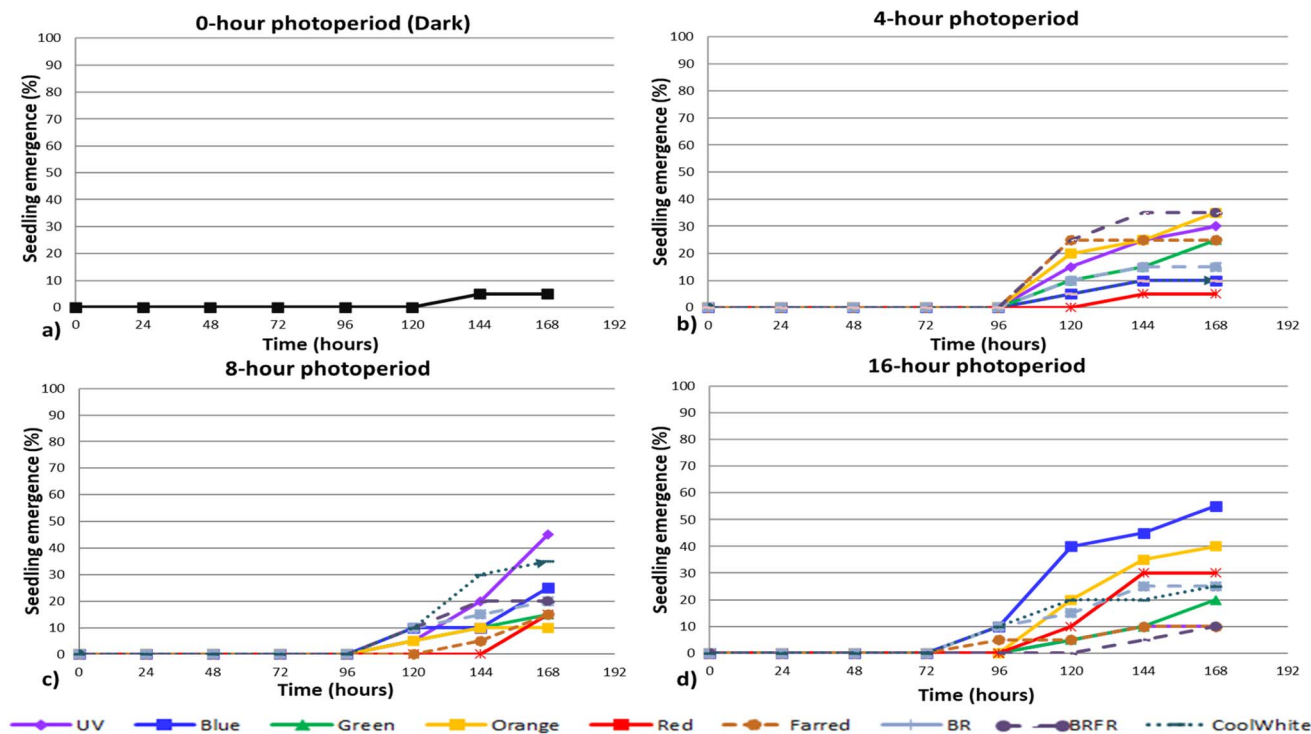 0-hour photoperiod (Dark)
100
90
80
70
60
50
40
30
20
10
0
Seedling emergence (%)
0 24 48 72 96 120 144 168 192
a)
Time (hours)
4-hour photoperiod
100
90
80
70
60
50
40
30
20
10
0
Seedling emergence (%)
0 24 48 72 96 120 144 168 192
b)
Time (hours)
8-hour photoperiod
100
90
80
70
60
50
40
30
20
10
0
Seedling emergence (%)
0 24 48 72 96 120 144 168 192
c)
Time (hours)
16-hour photoperiod
100
90
80
70
60
50
40
30
20
10
0
Seedling emergence (%)
0 24 48 72 96 120 144 168 192
d)
Time (hours)
UV Blue Green Orange Red Farred BR BRFR CoolWhite